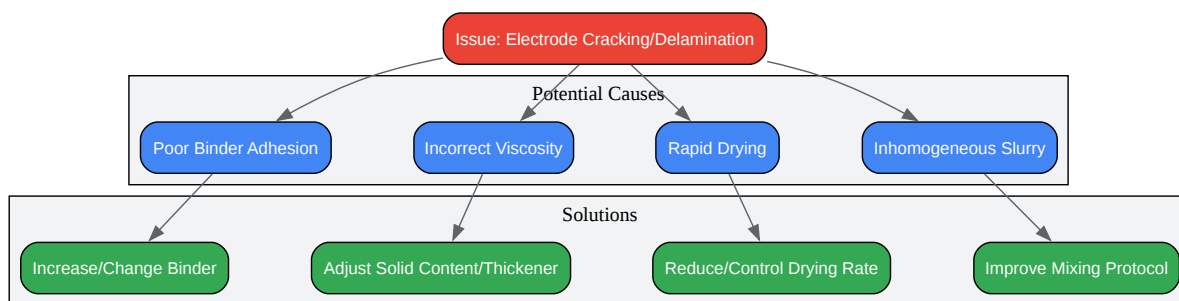 Issue: Electrode Cracking/Delamination
Potential Causes
Poor Binder Adhesion
Incorrect Viscosity
Rapid Drying
Inhomogeneous Slurry
Solutions
Increase/Change Binder
Adjust Solid Content/Thickener
Reduce/Control Drying Rate
Improve Mixing Protocol